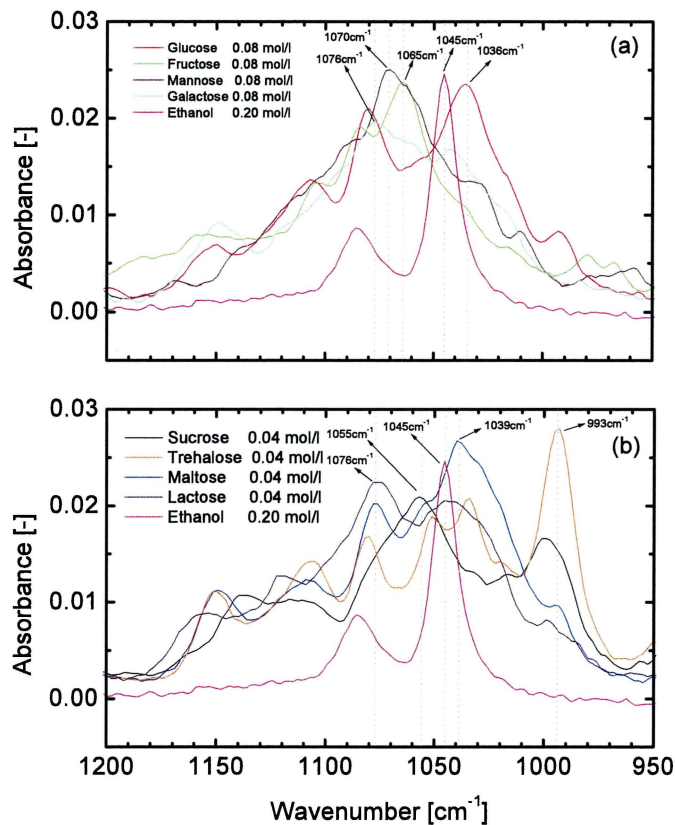 (a)
Glucose 0.08 mol/l
Fructose 0.08 mol/l
Mannose 0.08 mol/l
Galactose 0.08 mol/l
Ethanol 0.20 mol/l
1070cm⁻¹
1076cm⁻¹
1065cm⁻¹
1045cm⁻¹
1036cm⁻¹
0.03
0.02
0.01
0.00
Absorbance [-]
(b)
Sucrose 0.04 mol/l
Trehalose 0.04 mol/l
Maltose 0.04 mol/l
Lactose 0.04 mol/l
Ethanol 0.20 mol/l
1055cm⁻¹
1076cm⁻¹
1045cm⁻¹
1039cm⁻¹
993cm⁻¹
0.03
0.02
0.01
0.00
Absorbance [-]
1200 1150 1100 1050 1000 950
Wavenumber [cm⁻¹]